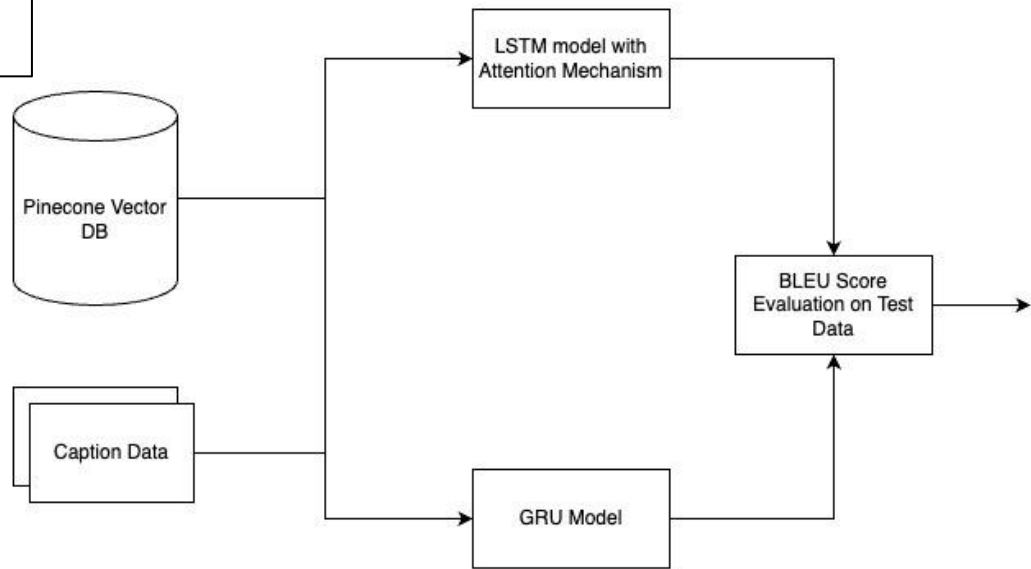 LSTM model with
Attention Mechanism
Pinecone Vector
DB
BLEU Score
Evaluation on Test
Data
Caption Data
GRU Model